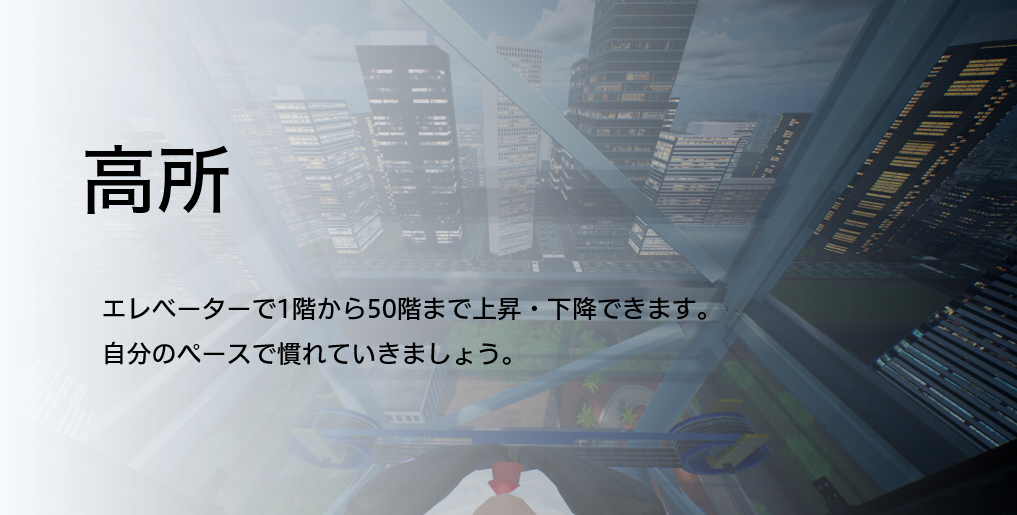 高所
エレベーターで1階から50階まで上昇・下降できます。
自分のペースで慣れていきましょう。